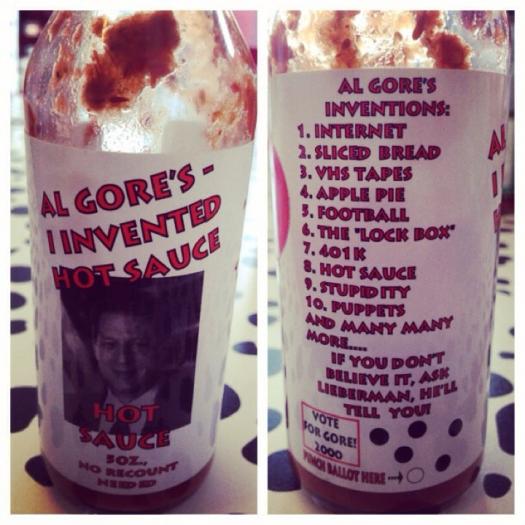 AL GORE'S -
I INVENTED
HOT SAUCE
HOT
SAUCE
5OZ.,
NO RECOUNT
NEEDED
AL GORE'S
INVENTIONS:
1. INTERNET
2. SLICED BREAD
3. VHS TAPES
4. APPLE PIE
5. FOOTBALL
6. THE "LOCK BOX"
7. 401K
8. HOT SAUCE
9. STUPIDITY
10. PUPPETS
AND MANY MANY
MORE.....
IF YOU DON'T
BELIEVE IT, ASK
LIEBERMAN, HE'LL
TELL YOU!
VOTE
FOR GORE!
2000
PUNCH BALLOT HERE
AL
I I